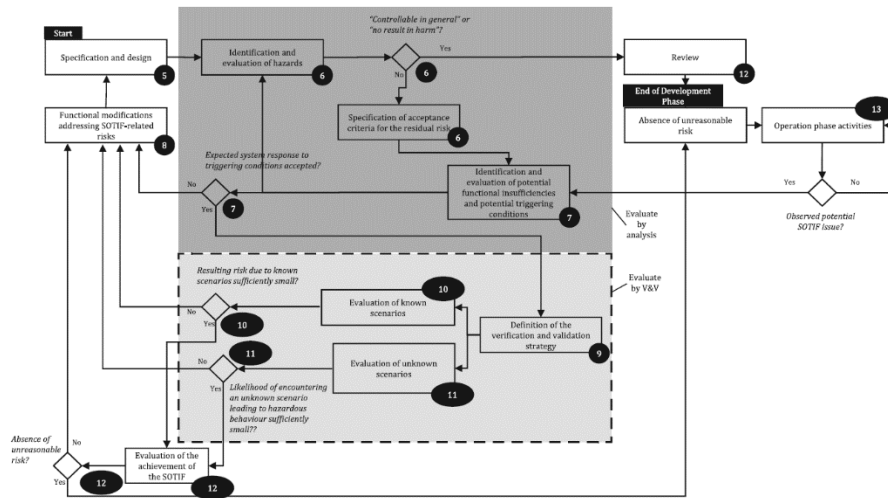 "Controllable in general" or
"no result in harm"?
Start
Specification and design
5
Identification and
evaluation of hazards
6
Yes
No
6
Review
12
End of Development
Phase
Absence of unreasonable
risk
13
Operation phase activities
Functional modifications
addressing SOTIF-related
risks
8
Specification of acceptance
criteria for the residual risk
6
Expected system response to
triggering conditions accepted?
No
Yes
7
Identification and
evaluation of potential
functional insufficiencies
and potential triggering
conditions
7
Yes
No
Observed potential
SOTIF issue?
Evaluate
by
analysis
Evaluate
by V&V
Resulting risk due to known
scenarios sufficiently small?
No
Yes
10
10
Evaluation of known
scenarios
Definition of the
verification and validation
strategy
9
No
Yes
11
Evaluation of unknown
scenarios
11
Likelihood of encountering
an unknown scenario
leading to hazardous
behaviour sufficiently
small??
Absence of
unreasonable
risk?
No
Yes
12
Evaluation of the
achievement of
the SOTIF
12